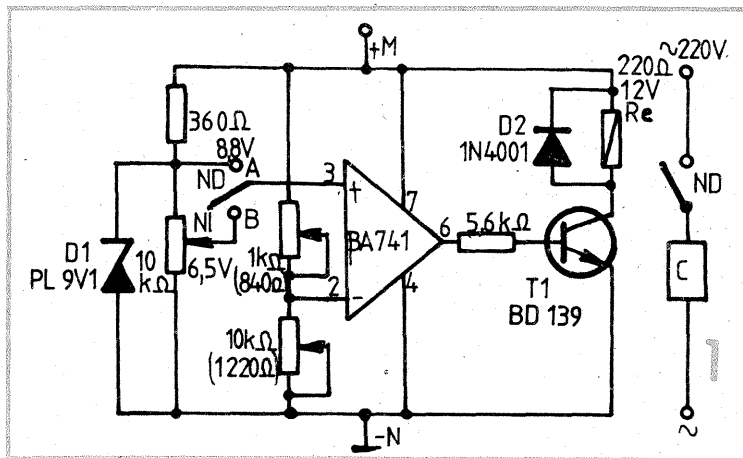 +M
~220V.
220Ω
12V
Re
360Ω
8,8V
A
ND
NI
B
3
+
7
D2
1N4001
ND
BA741
6
5,6kΩ
D1
PL 9V1
10
kΩ
6,5V
1kΩ
(840Ω
2
-
4
T1
BD 139
C
10kΩ
(1220Ω)
1
-N
~